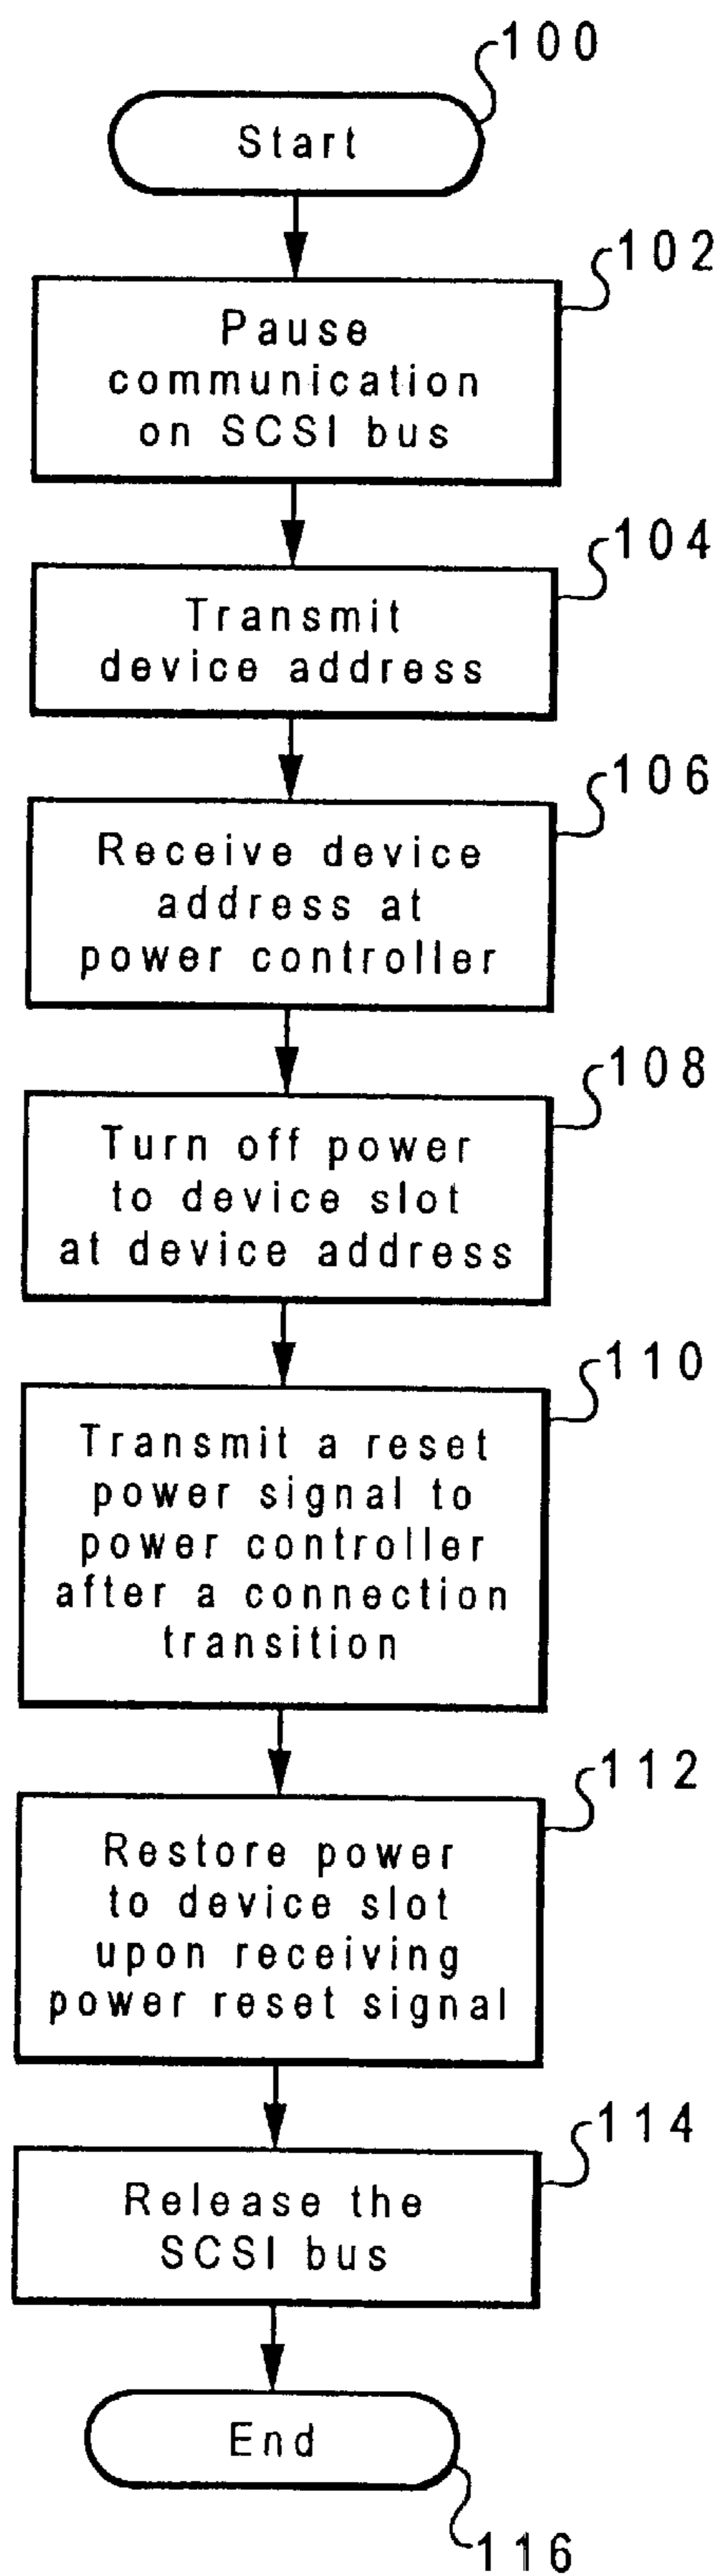 100
Start
102
Pause
communication
on SCSI bus
104
Transmit
device address
106
Receive device
address at
power controller
108
Turn off power
to device slot
at device address
110
Transmit a reset
power signal to
power controller
after a connection
transition
112
Restore power
to device slot
upon receiving
power reset signal
114
Release the
SCSI bus
End
116